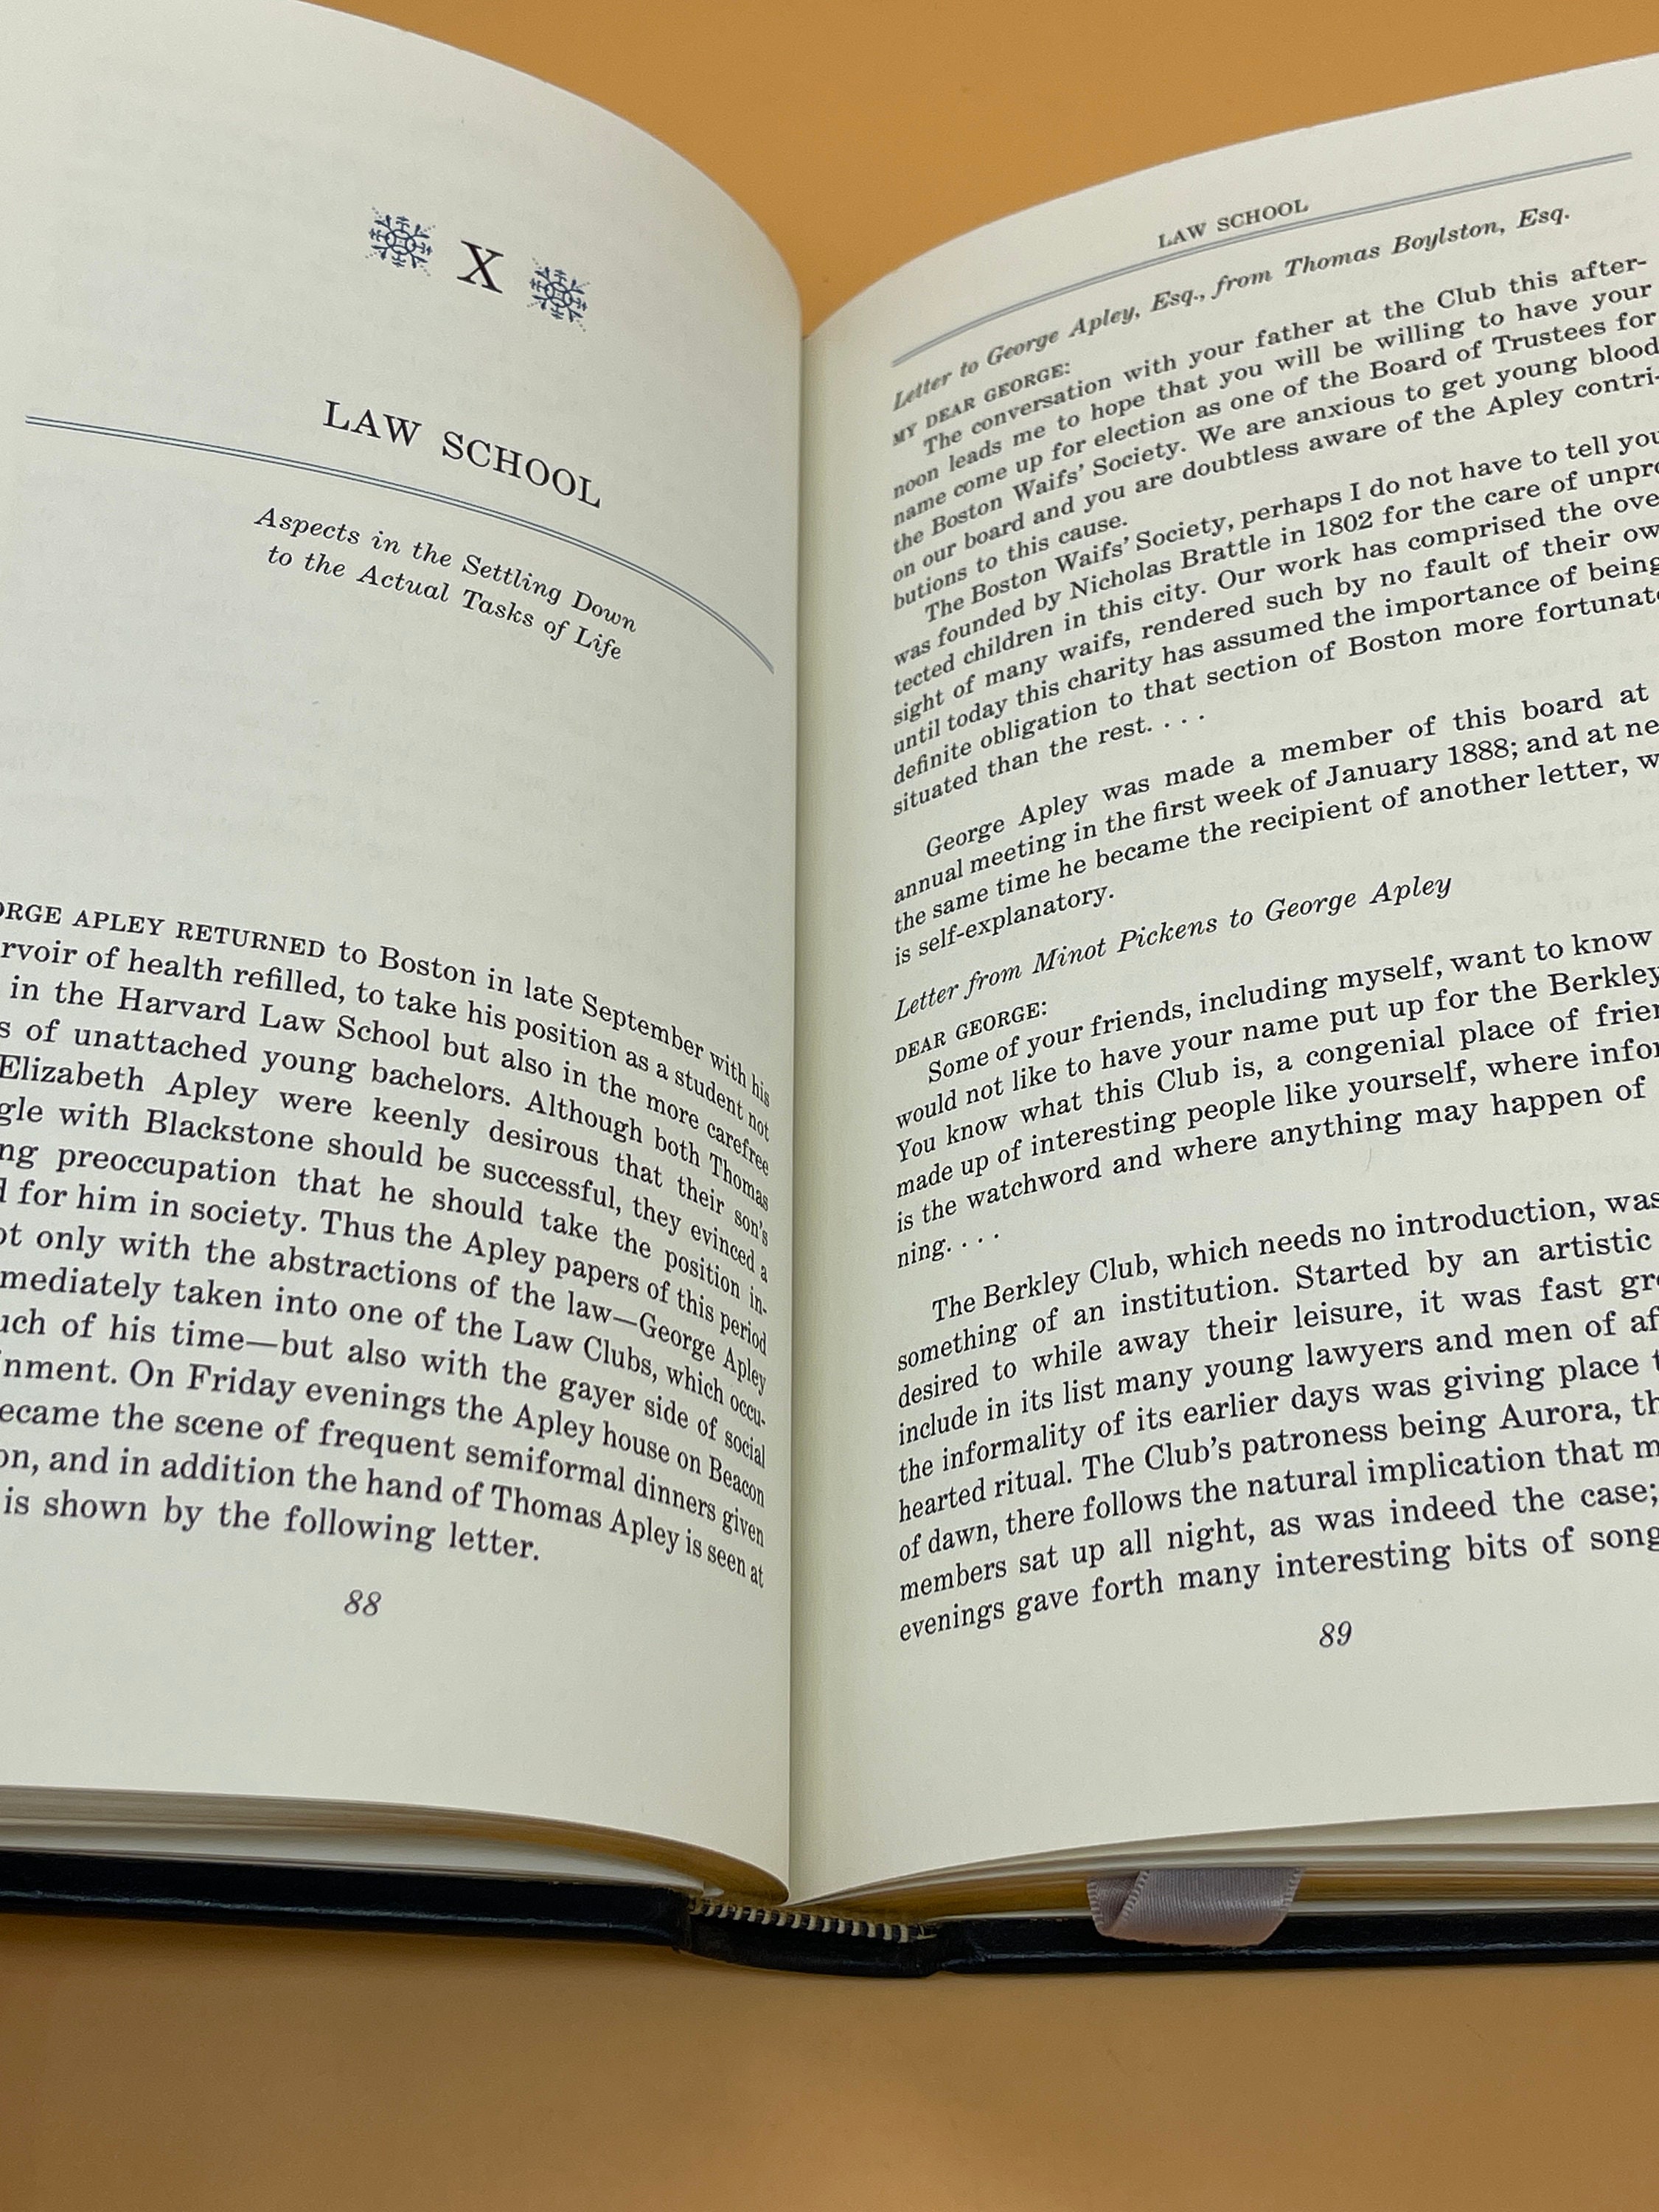 X
LAW SCHOOL
Aspects in the Settling Down
to the Actual Tasks of Life
ORGE APLEY RETURNED to Boston in late September with his
rvoir of health refilled, to take his position as a student not
in the Harvard Law School but also in the more carefree
s of unattached young bachelors. Although both Thomas
Elizabeth Apley were keenly desirous that their son's
gle with Blackstone should be successful, they evinced a
ng preoccupation that he should take the position in-
d for him in society. Thus the Apley papers of this period
ot only with the abstractions of the law—George Apley
mediately taken into one of the Law Clubs, which occu-
uch of his time—but also with the gayer side of social
inment. On Friday evenings the Apley house on Beacon
ecame the scene of frequent semiformal dinners given
on, and in addition the hand of Thomas Apley is seen at
is shown by the following letter.
88
LAW SCHOOL
Letter to George Apley, Esq., from Thomas Boylston, Esq.
MY DEAR GEORGE:
The conversation with your father at the Club this after-
noon leads me to hope that you will be willing to have your
name come up for election as one of the Board of Trustees for
the Boston Waifs' Society. We are anxious to get young blood
on our board and you are doubtless aware of the Apley contri-
butions to this cause.
The Boston Waifs' Society, perhaps I do not have to tell you
was founded by Nicholas Brattle in 1802 for the care of unpro
tected children in this city. Our work has comprised the ove
sight of many waifs, rendered such by no fault of their ow
until today this charity has assumed the importance of being
definite obligation to that section of Boston more fortunate
situated than the rest. . . .
George Apley was made a member of this board at
annual meeting in the first week of January 1888; and at ne
the same time he became the recipient of another letter, w
is self-explanatory.
Letter from Minot Pickens to George Apley
DEAR GEORGE:
Some of your friends, including myself, want to know
would not like to have your name put up for the Berkley
You know what this Club is, a congenial place of frien
made up of interesting people like yourself, where infor
is the watchword and where anything may happen of
ning. . . .
The Berkley Club, which needs no introduction, was
something of an institution. Started by an artistic
desired to while away their leisure, it was fast gro
include in its list many young lawyers and men of aff
the informality of its earlier days was giving place t
hearted ritual. The Club's patroness being Aurora, th
of dawn, there follows the natural implication that m
members sat up all night, as was indeed the case;
evenings gave forth many interesting bits of song
89